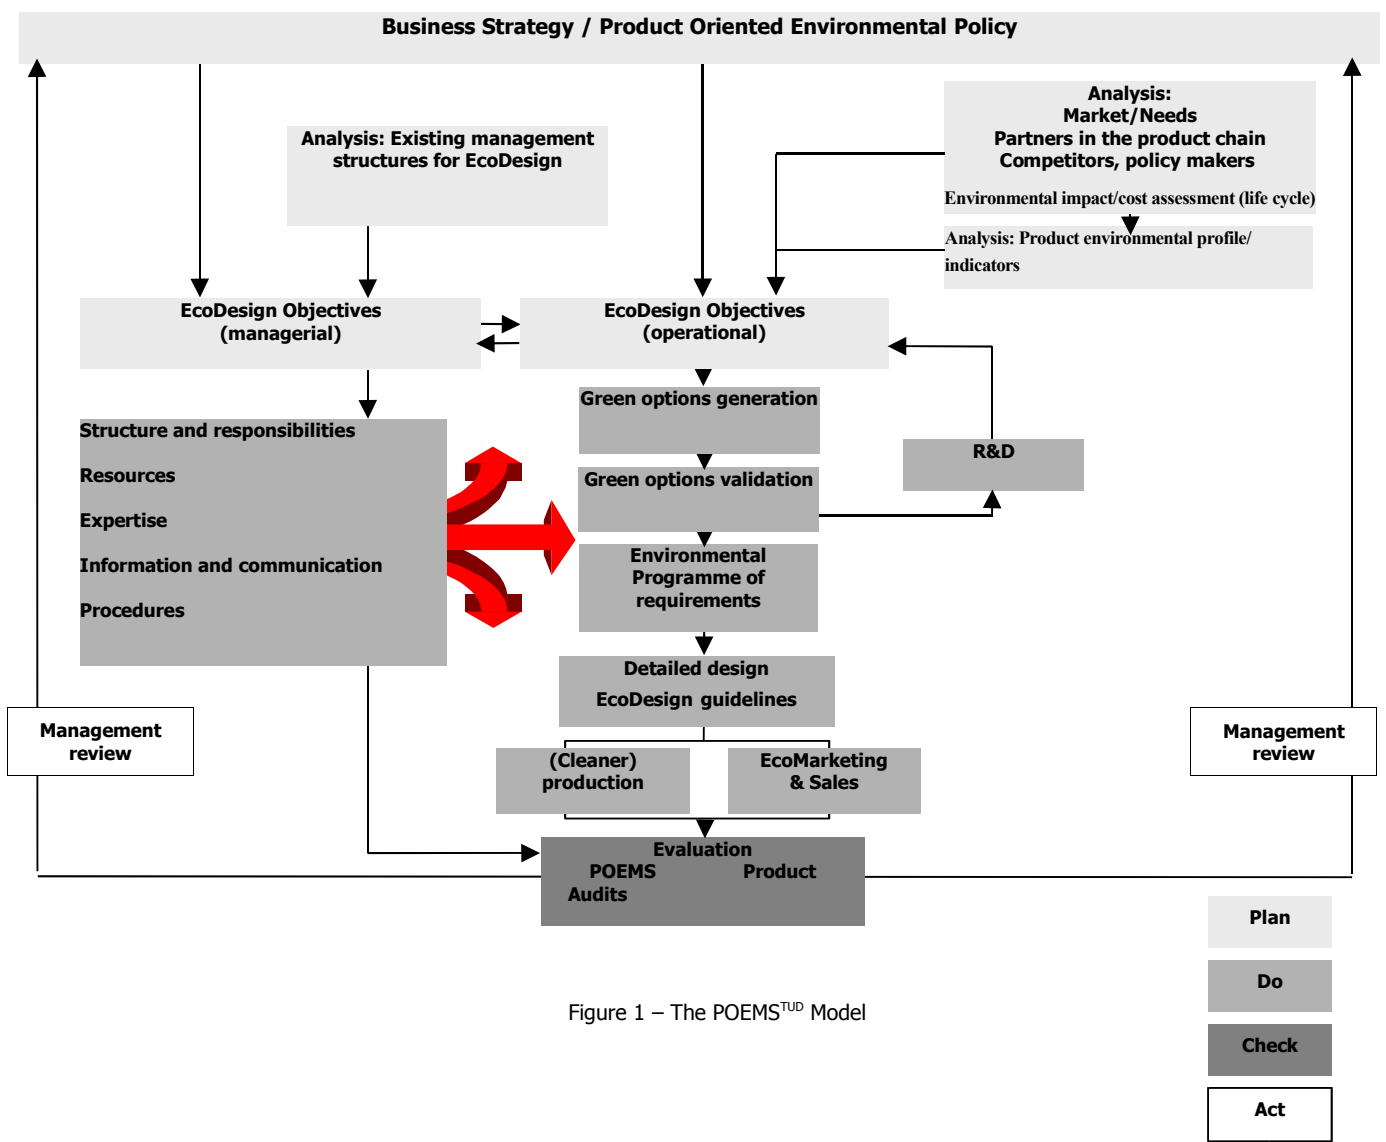 Business Strategy / Product Oriented Environmental Policy
Analysis:
Market/Needs
Partners in the product chain
Competitors, policy makers
Environmental impact/cost assessment (life cycle)
Analysis: Existing management
structures for EcoDesign
Analysis: Product environmental profile/
indicators
EcoDesign Objectives
(managerial)
EcoDesign Objectives
(operational)
Green options generation
Structure and responsibilities
Resources
Expertise
Information and communication
Procedures
R&D
Green options validation
Environmental
Programme of
requirements
Detailed design
EcoDesign guidelines
Management
review
Management
review
(Cleaner)
production
EcoMarketing
& Sales
Evaluation
POEMS Product
Audits
Plan
Do
Check
Act
Figure 1 – The POEMS^TUD Model